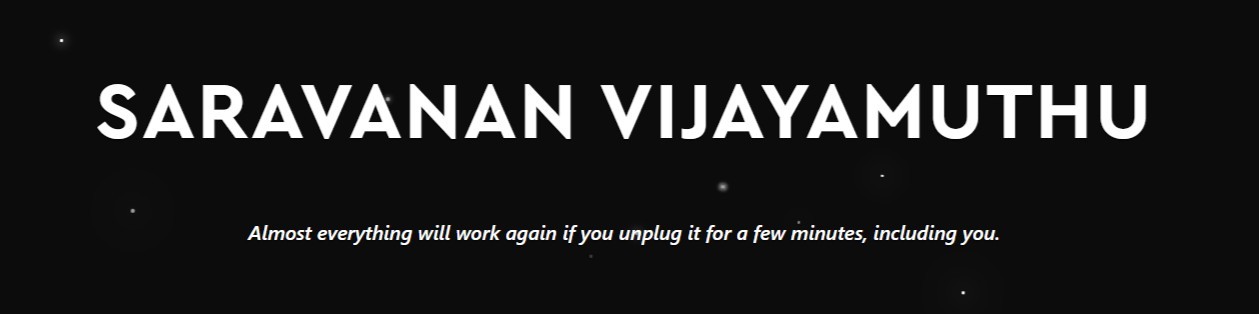 SARAVANAN VIJAYAMUTHU
Almost everything will work again if you unplug it for a few minutes, including you.